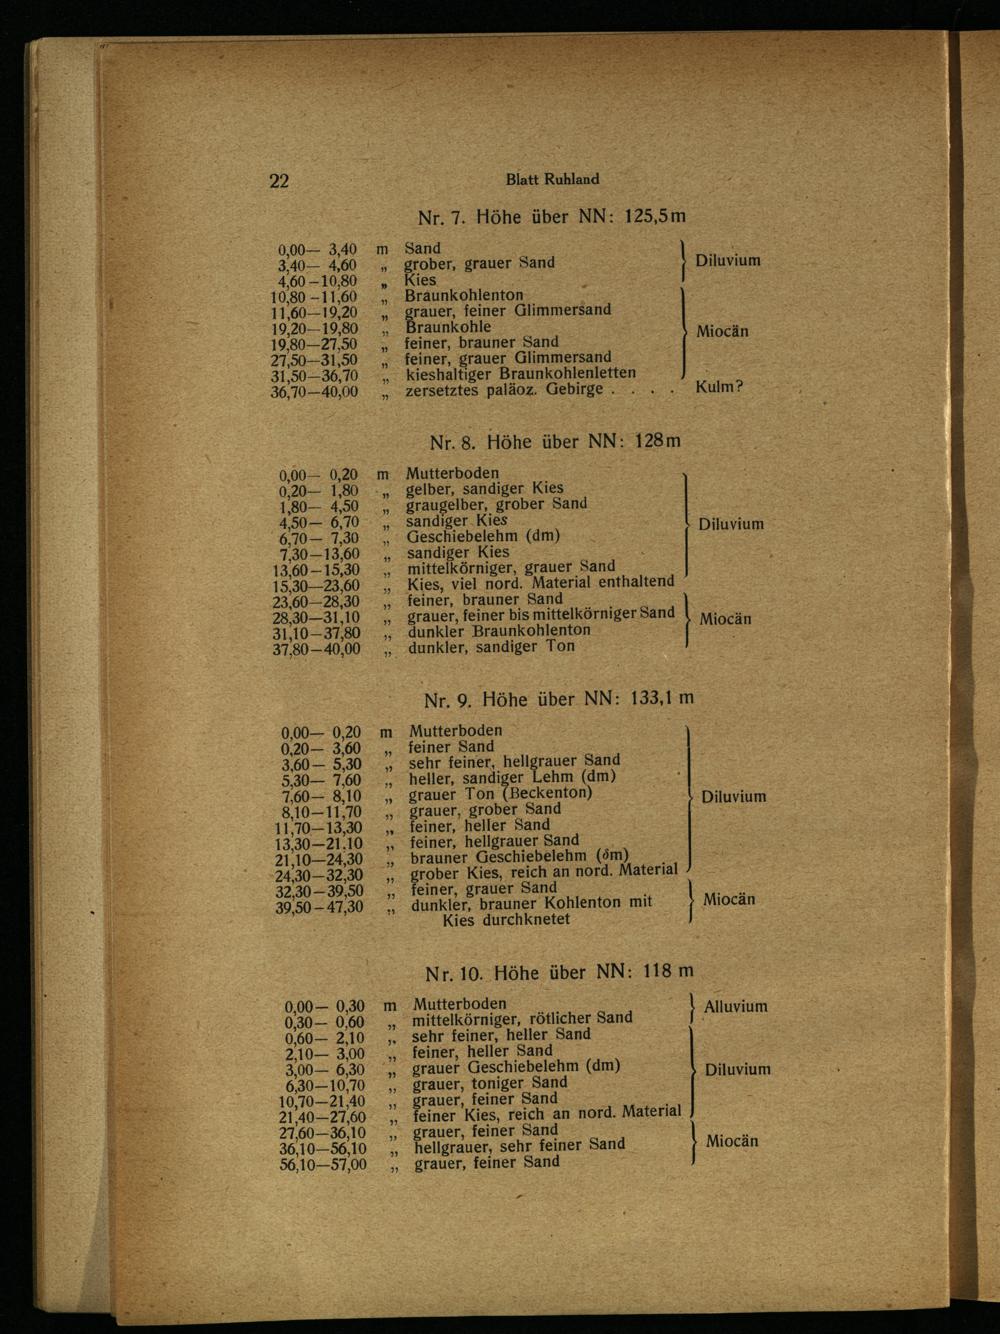 22 Blatt Ruhland
Nr. 7. Höhe über NN: 125,5 m
0,00— 3,40 m Sand
3,40— 4,60 „ grober, grauer Sand Diluvium
4,60—10,80 „ Kies
10,80—11,60 „ Braunkohlenton
11,60—19,20 „ grauer, feiner Glimmersand
19,20—19,80 „ Braunkohle Miocän
19,80—27,50 „ feiner, brauner Sand
27,50—31,50 „ feiner, grauer Glimmersand
31,50—36,70 „ kieshaltiger Braunkohlenletten
36,70—40,00 „ zersetztes paläoz. Gebirge . . . . Kulm?
Nr. 8. Höhe über NN: 128 m
0,00— 0,20 m Mutterboden
0,20— 1,80 „ gelber, sandiger Kies
1,80— 4,50 „ graugelber, grober Sand
4,50— 6,70 „ sandiger Kies Diluvium
6,70— 7,30 „ Geschiebelehm (dm)
7,30—13,60 „ sandiger Kies
13,60—15,30 „ mittelkörniger, grauer Sand
15,30—23,60 „ Kies, viel nord. Material enthaltend
23,60—28,30 „ feiner, brauner Sand
28,30—31,10 „ grauer, feiner bis mittelkörniger Sand Miocän
31,10—37,80 „ dunkler Braunkohlenton
37,80—40,00 „ dunkler, sandiger Ton
Nr. 9. Höhe über NN: 133,1 m
0,00— 0,20 m Mutterboden
0,20— 3,60 „ feiner Sand
3,60— 5,30 „ sehr feiner, hellgrauer Sand
5,30— 7,60 „ heller, sandiger Lehm (dm)
7,60— 8,10 „ grauer Ton (Beckenton) Diluvium
8,10—11,70 „ grauer, grober Sand
11,70—13,30 „ feiner, heller Sand
13,30—21,10 „ feiner, hellgrauer Sand
21,10—24,30 „ brauner Geschiebelehm (ðm)
24,30—32,30 „ grober Kies, reich an nord. Material
32,30—39,50 „ feiner, grauer Sand Miocän
39,50—47,30 „ dunkler, brauner Kohlenton mit
Kies durchknetet
Nr. 10. Höhe über NN: 118 m
0,00— 0,30 m Mutterboden Alluvium
0,30— 0,60 „ mittelkörniger, rötlicher Sand
0,60— 2,10 „ sehr feiner, heller Sand
2,10— 3,00 „ feiner, heller Sand
3,00— 6,30 „ grauer Geschiebelehm (dm) Diluvium
6,30—10,70 „ grauer, toniger Sand
10,70—21,40 „ grauer, feiner Sand
21,40—27,60 „ feiner Kies, reich an nord. Material
27,60—36,10 „ grauer, feiner Sand
36,10—56,10 „ hellgrauer, sehr feiner Sand Miocän
56,10—57,00 „ grauer, feiner Sand